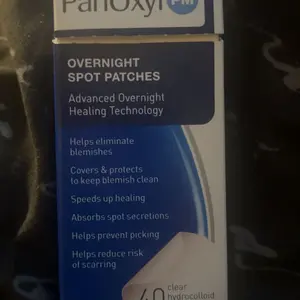 PanOxyl PM
OVERNIGHT
SPOT PATCHES
Advanced Overnight
Healing Technology
Helps eliminate
blemishes
Covers & protects
to keep blemish clean
Speeds up healing
Absorbs spot secretions
Helps prevent picking
Helps reduce risk
of scarring
40 clear
hydrocolloid